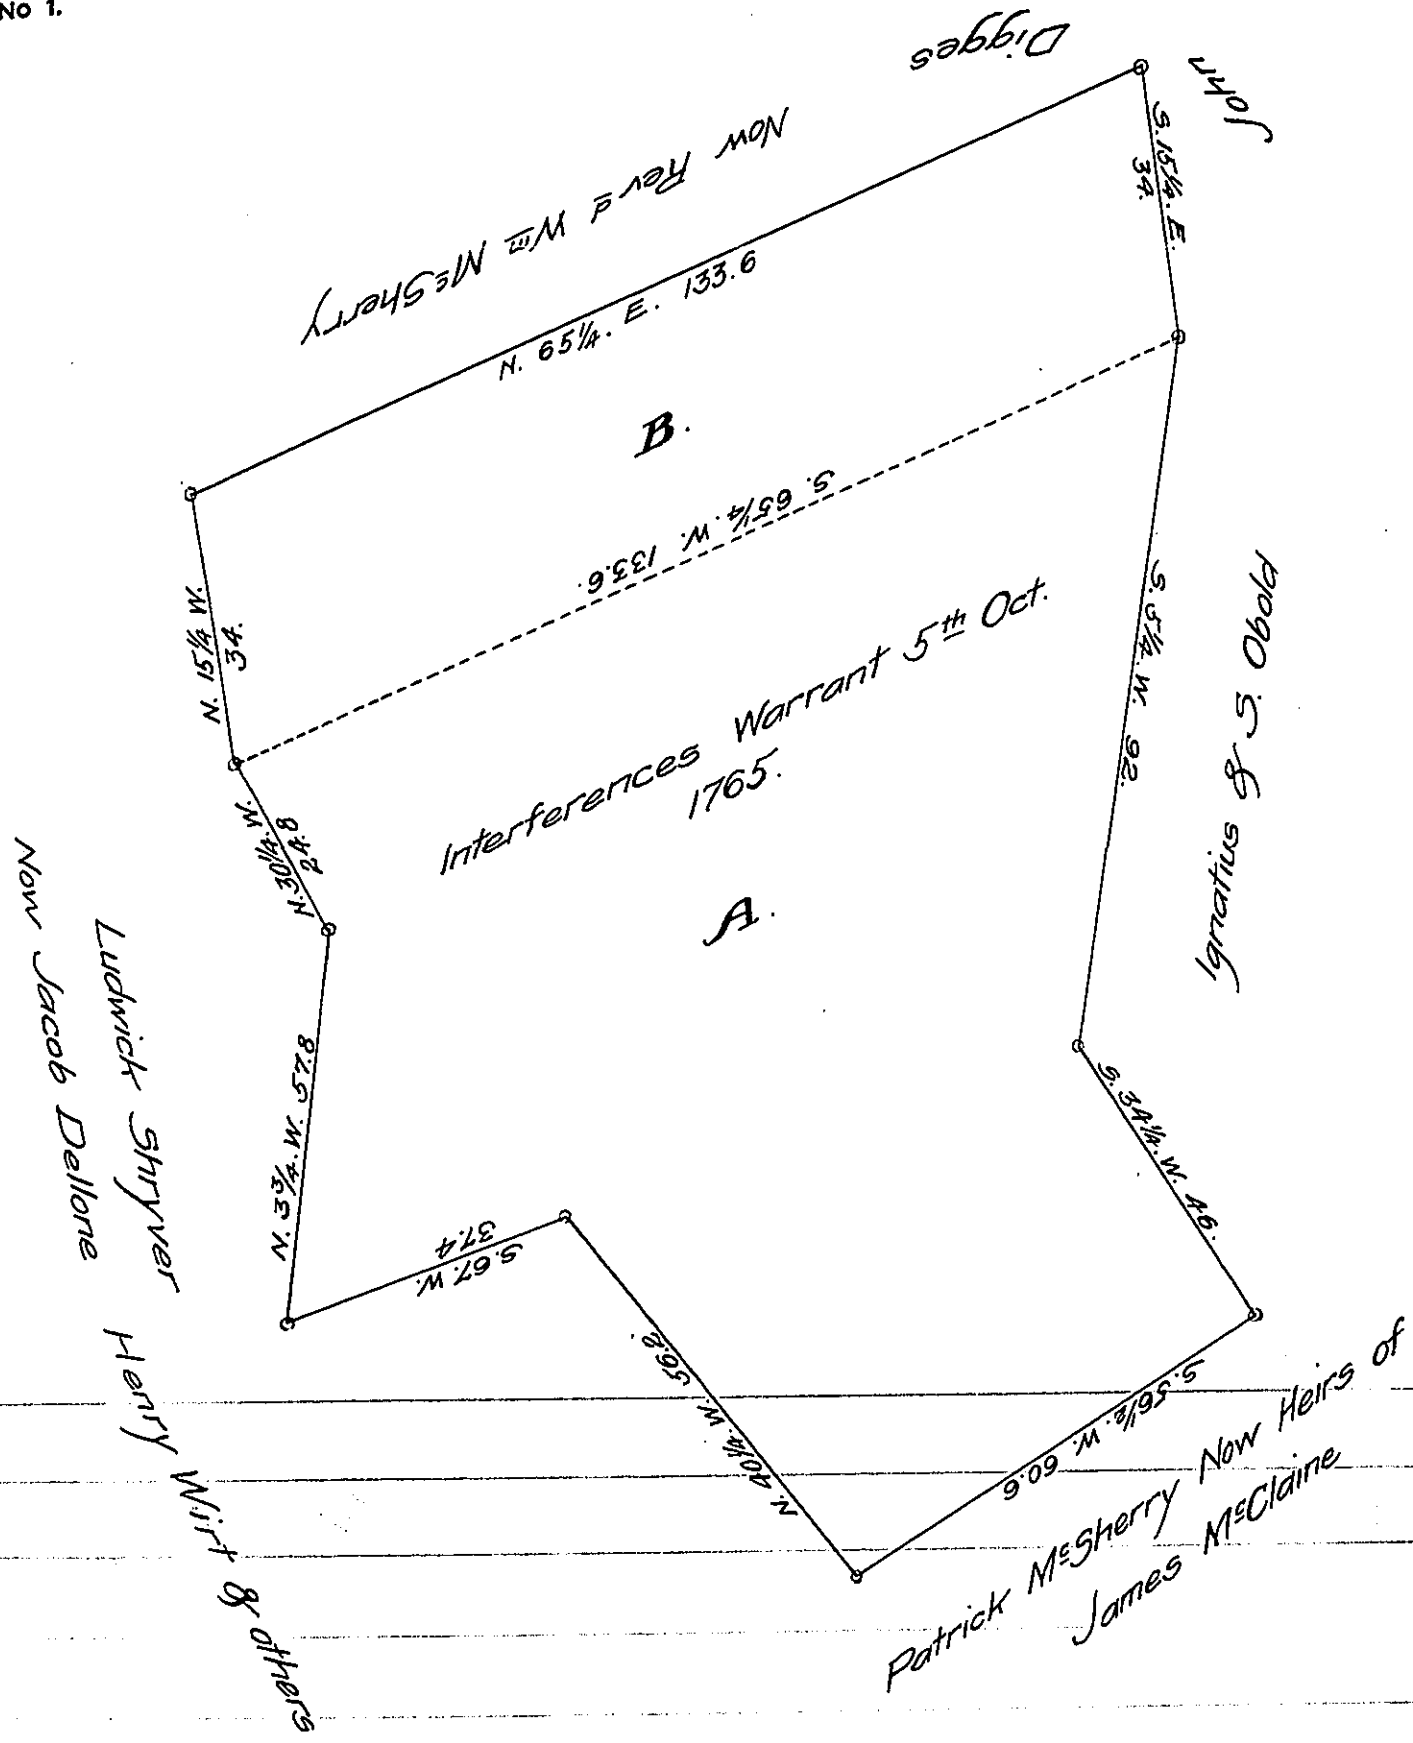 No 1.
John
Digges
Now Revd Wm McSherry
N. 65¼. E. 133.6
S. 15¼. E.
34.
B.
S. 65¼. W. 133.6.
N. 15¼ W.
34.
Interferences Warrant 5th Oct.
1765.
S. 5¼. W. 92.
Ignatius & S. Obold
N. 30¼. W.
24.8
A.
N. 3¾. W. 57.8
Ludwick Shryver
Now Jacob Dellone
S. 34¼. W. 46.
S. 67. W.
37.4
N. 40¼. W. 56.2.
S. 56½. W. 60.6
Henry Wirt & others
Patrick McSherry Now Heirs of
James McClaine